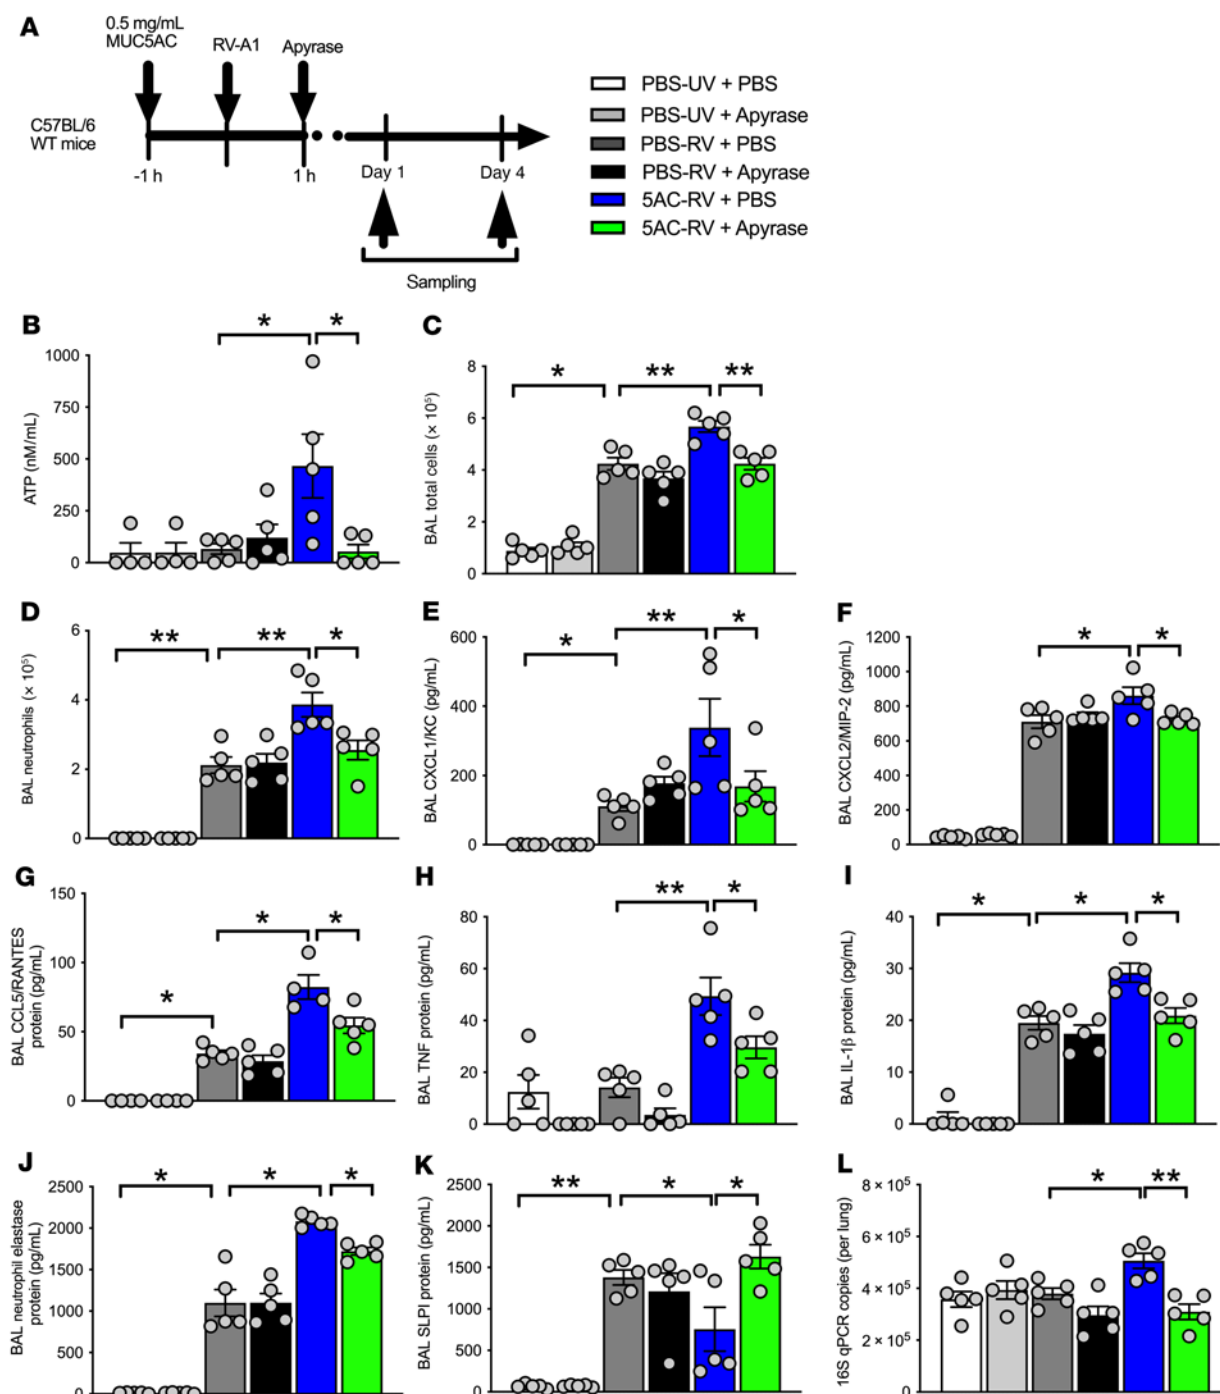 A
0.5 mg/mL
MUC5AC
RV-A1
Apyrase
C57BL/6
WT mice
-1 h
1 h
Day 1
Day 4
Sampling
PBS-UV + PBS
PBS-UV + Apyrase
PBS-RV + PBS
PBS-RV + Apyrase
5AC-RV + PBS
5AC-RV + Apyrase
B
ATP (nM/mL)
1000
750
500
250
0
*
*
C
BAL total cells (× 10⁵)
8
6
4
2
0
*
**
**
D
BAL neutrophils (× 10⁵)
6
4
2
0
**
**
*
E
BAL CXCL1/KC (pg/mL)
600
400
200
0
*
**
*
F
BAL CXCL2/MIP-2 (pg/mL)
1200
1000
800
600
400
200
0
*
*
G
BAL CCL5/RANTES
protein (pg/mL)
150
100
50
0
*
*
*
H
BAL TNF protein (pg/mL)
80
60
40
20
0
**
*
I
BAL IL-1β protein (pg/mL)
40
30
20
10
0
*
*
*
J
BAL neutrophil elastase
protein (pg/mL)
2500
2000
1500
1000
500
0
*
*
*
K
BAL SLPI protein (pg/mL)
2500
2000
1500
1000
500
0
**
*
*
L
16S qPCR copies (per lung)
8 × 10⁵
6 × 10⁵
4 × 10⁵
2 × 10⁵
0
*
**